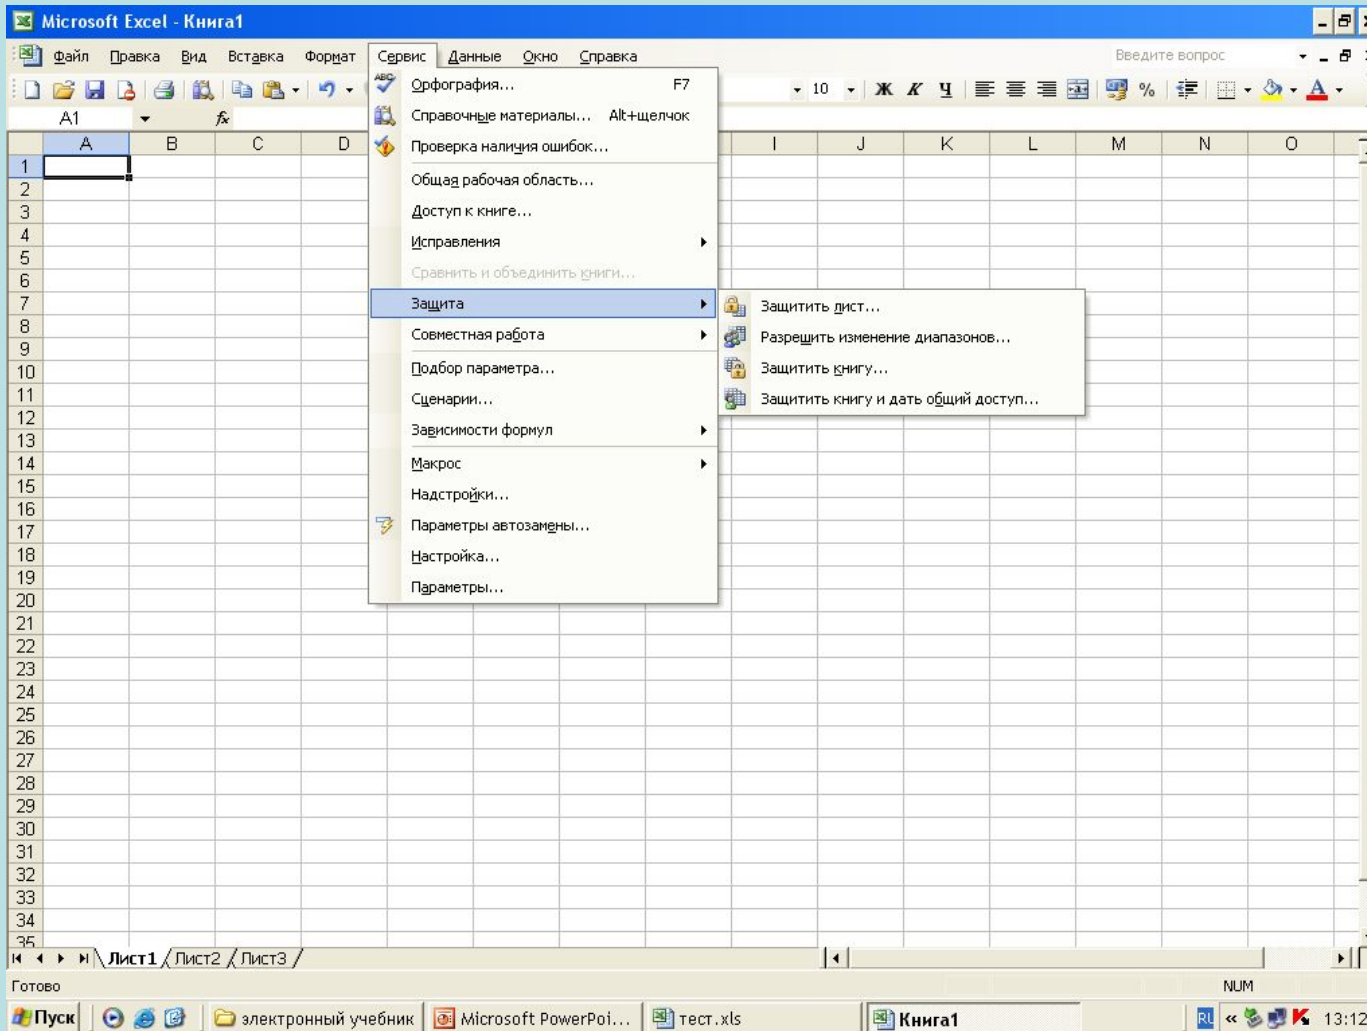 Microsoft Excel - Книга1
Файл Правка Вид Вставка Формат Сервис Данные Окно Справка Введите вопрос
10 Ж К Ч %
A1 fx
A B C D I J K L M N O
Орфография... F7
Справочные материалы... Alt+щелчок
Проверка наличия ошибок...
Общая рабочая область...
Доступ к книге...
Исправления
Сравнить и объединить книги...
Защита
Совместная работа
Подбор параметра...
Сценарии...
Зависимости формул
Макрос
Надстройки...
Параметры автозамены...
Настройка...
Параметры...
Защитить лист...
Разрешить изменение диапазонов...
Защитить книгу...
Защитить книгу и дать общий доступ...
1
2
3
4
5
6
7
8
9
10
11
12
13
14
15
16
17
18
19
20
21
22
23
24
25
26
27
28
29
30
31
32
33
34
35
Лист1 Лист2 Лист3
Готово NUM
Пуск электронный учебник Microsoft PowerPoi... тест.xls Книга1 RU « 13:12